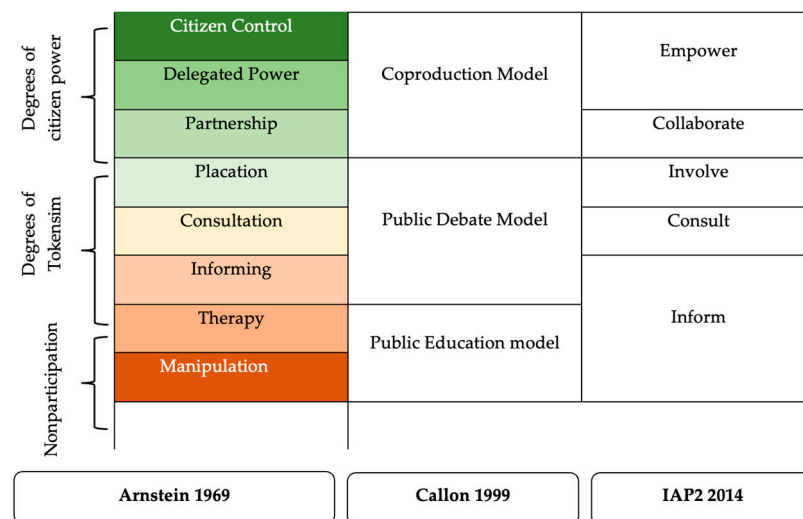 Degrees of
citizen power
Degrees of
Tokensim
Nonparticipation
Citizen Control
Delegated Power
Partnership
Placation
Consultation
Informing
Therapy
Manipulation
Coproduction Model
Public Debate Model
Public Education model
Empower
Collaborate
Involve
Consult
Inform
Arnstein 1969
Callon 1999
IAP2 2014